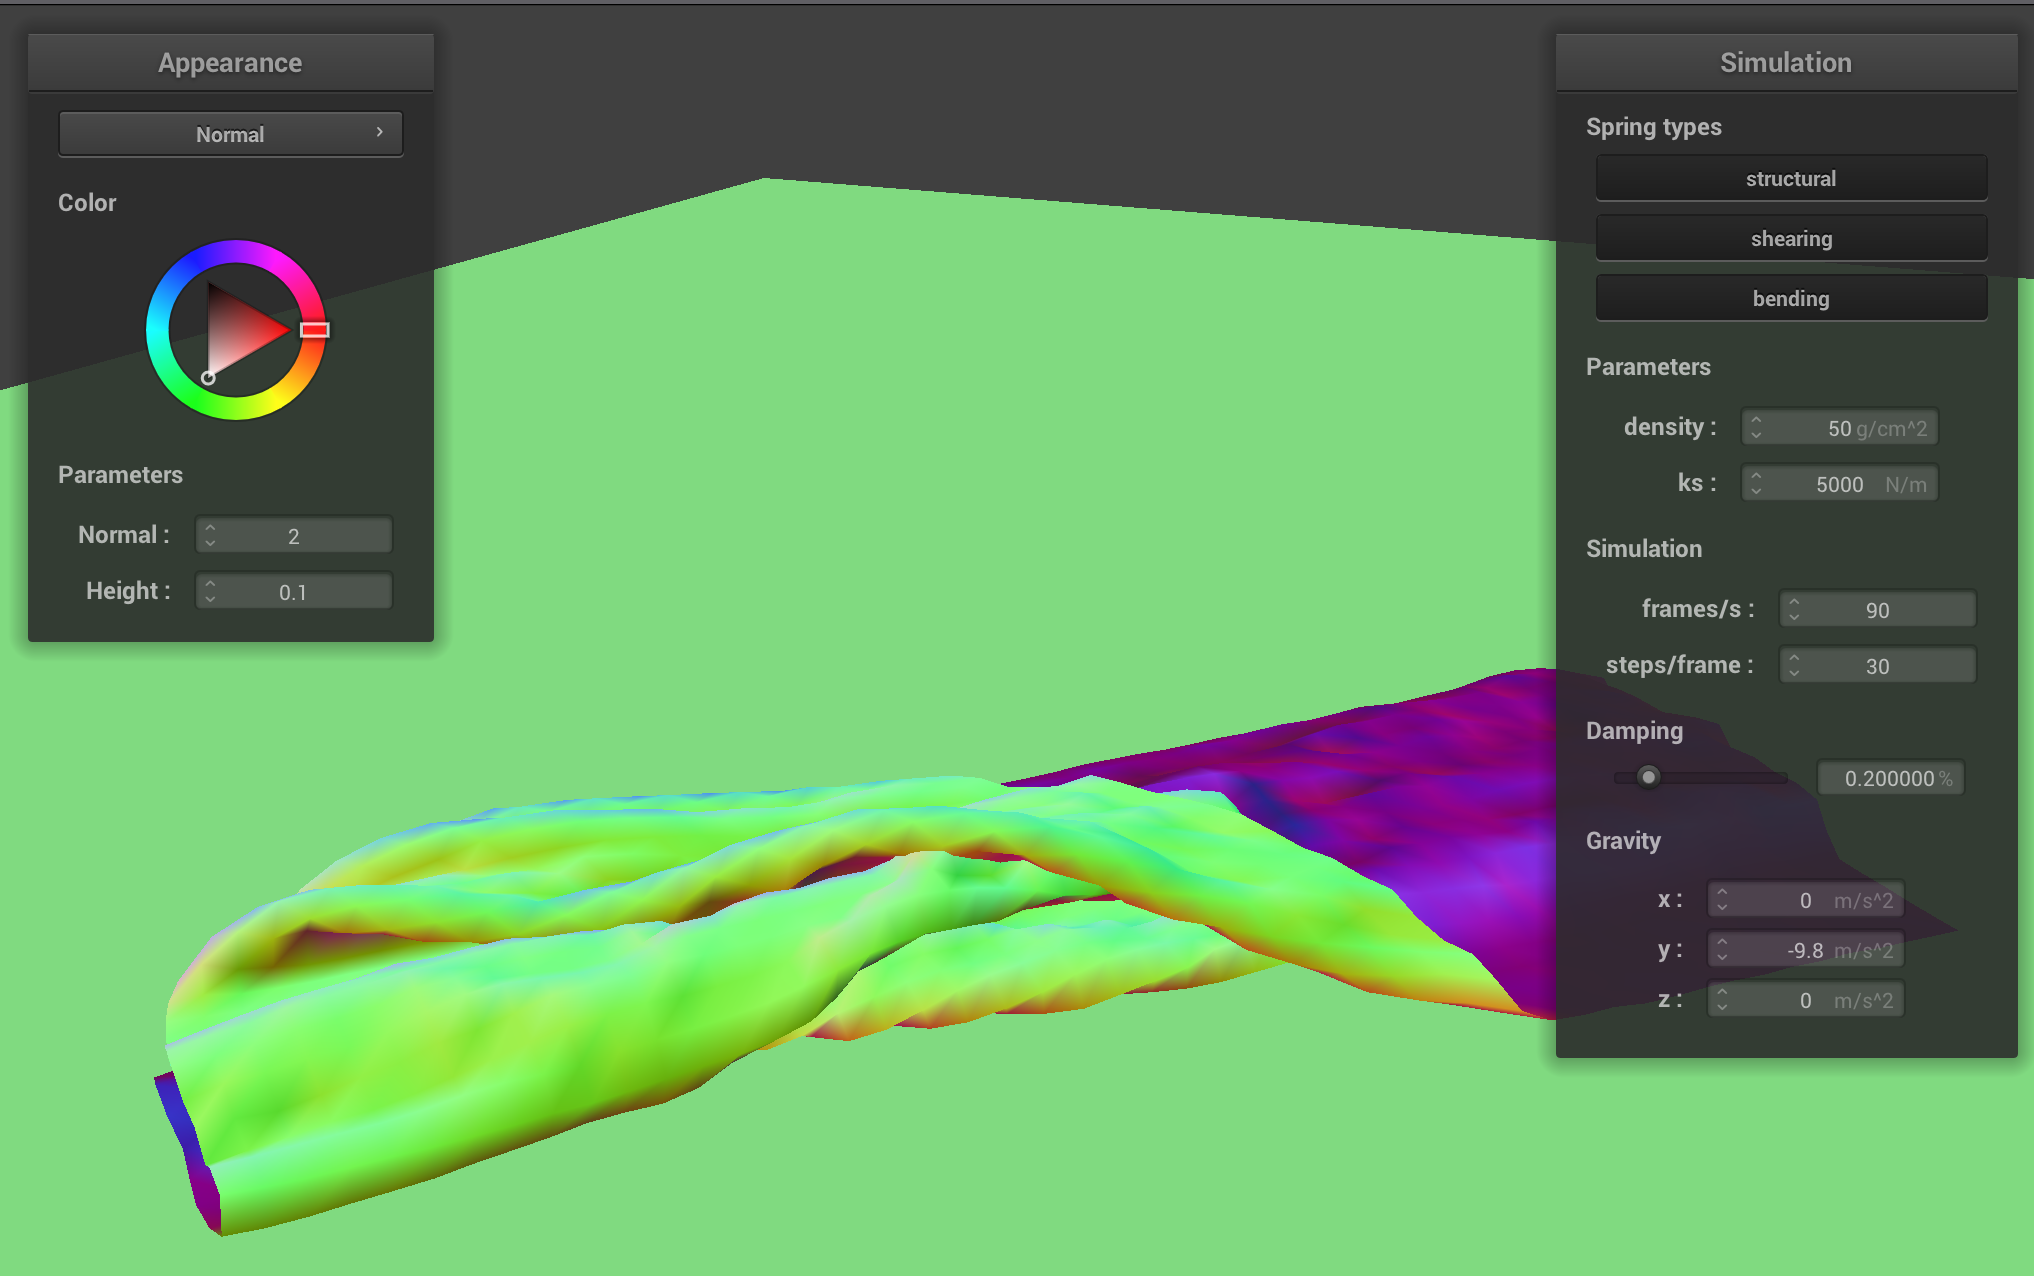 Appearance
Normal
Color
Parameters
Normal : 2
Height : 0.1
Simulation
Spring types
structural
shearing
bending
Parameters
density : 50 g/cm^2
ks : 5000 N/m
Simulation
frames/s : 90
steps/frame : 30
Damping
0.200000 %
Gravity
x : 0 m/s^2
y : -9.8 m/s^2
z : 0 m/s^2